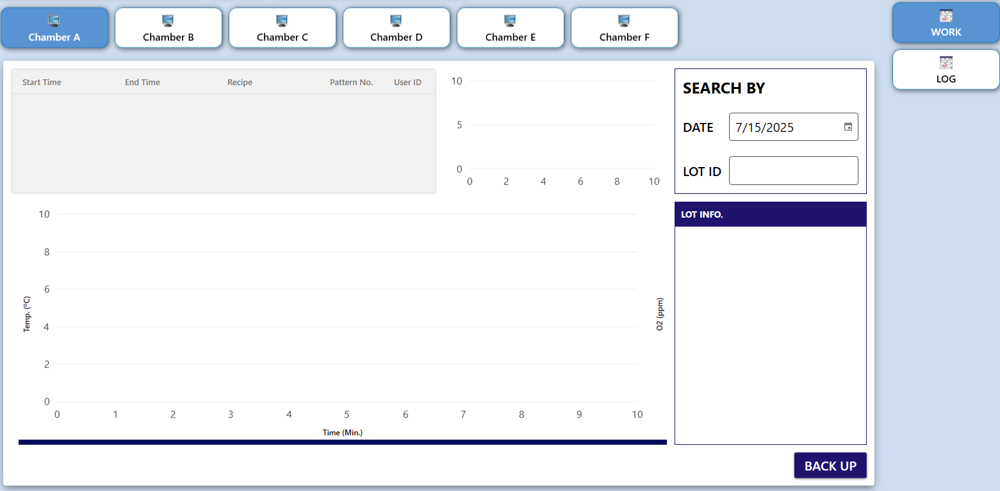 Chamber A
Chamber B
Chamber C
Chamber D
Chamber E
Chamber F
WORK
LOG
Start Time End Time Recipe Pattern No. User ID
10
5
0
0 2 4 6 8 10
SEARCH BY
DATE 7/15/2025
LOT ID
10
8
6
4
2
0
0 1 2 3 4 5 6 7 8 9 10
Temp. (°C)
O2 (ppm)
Time (Min.)
LOT INFO.
BACK UP